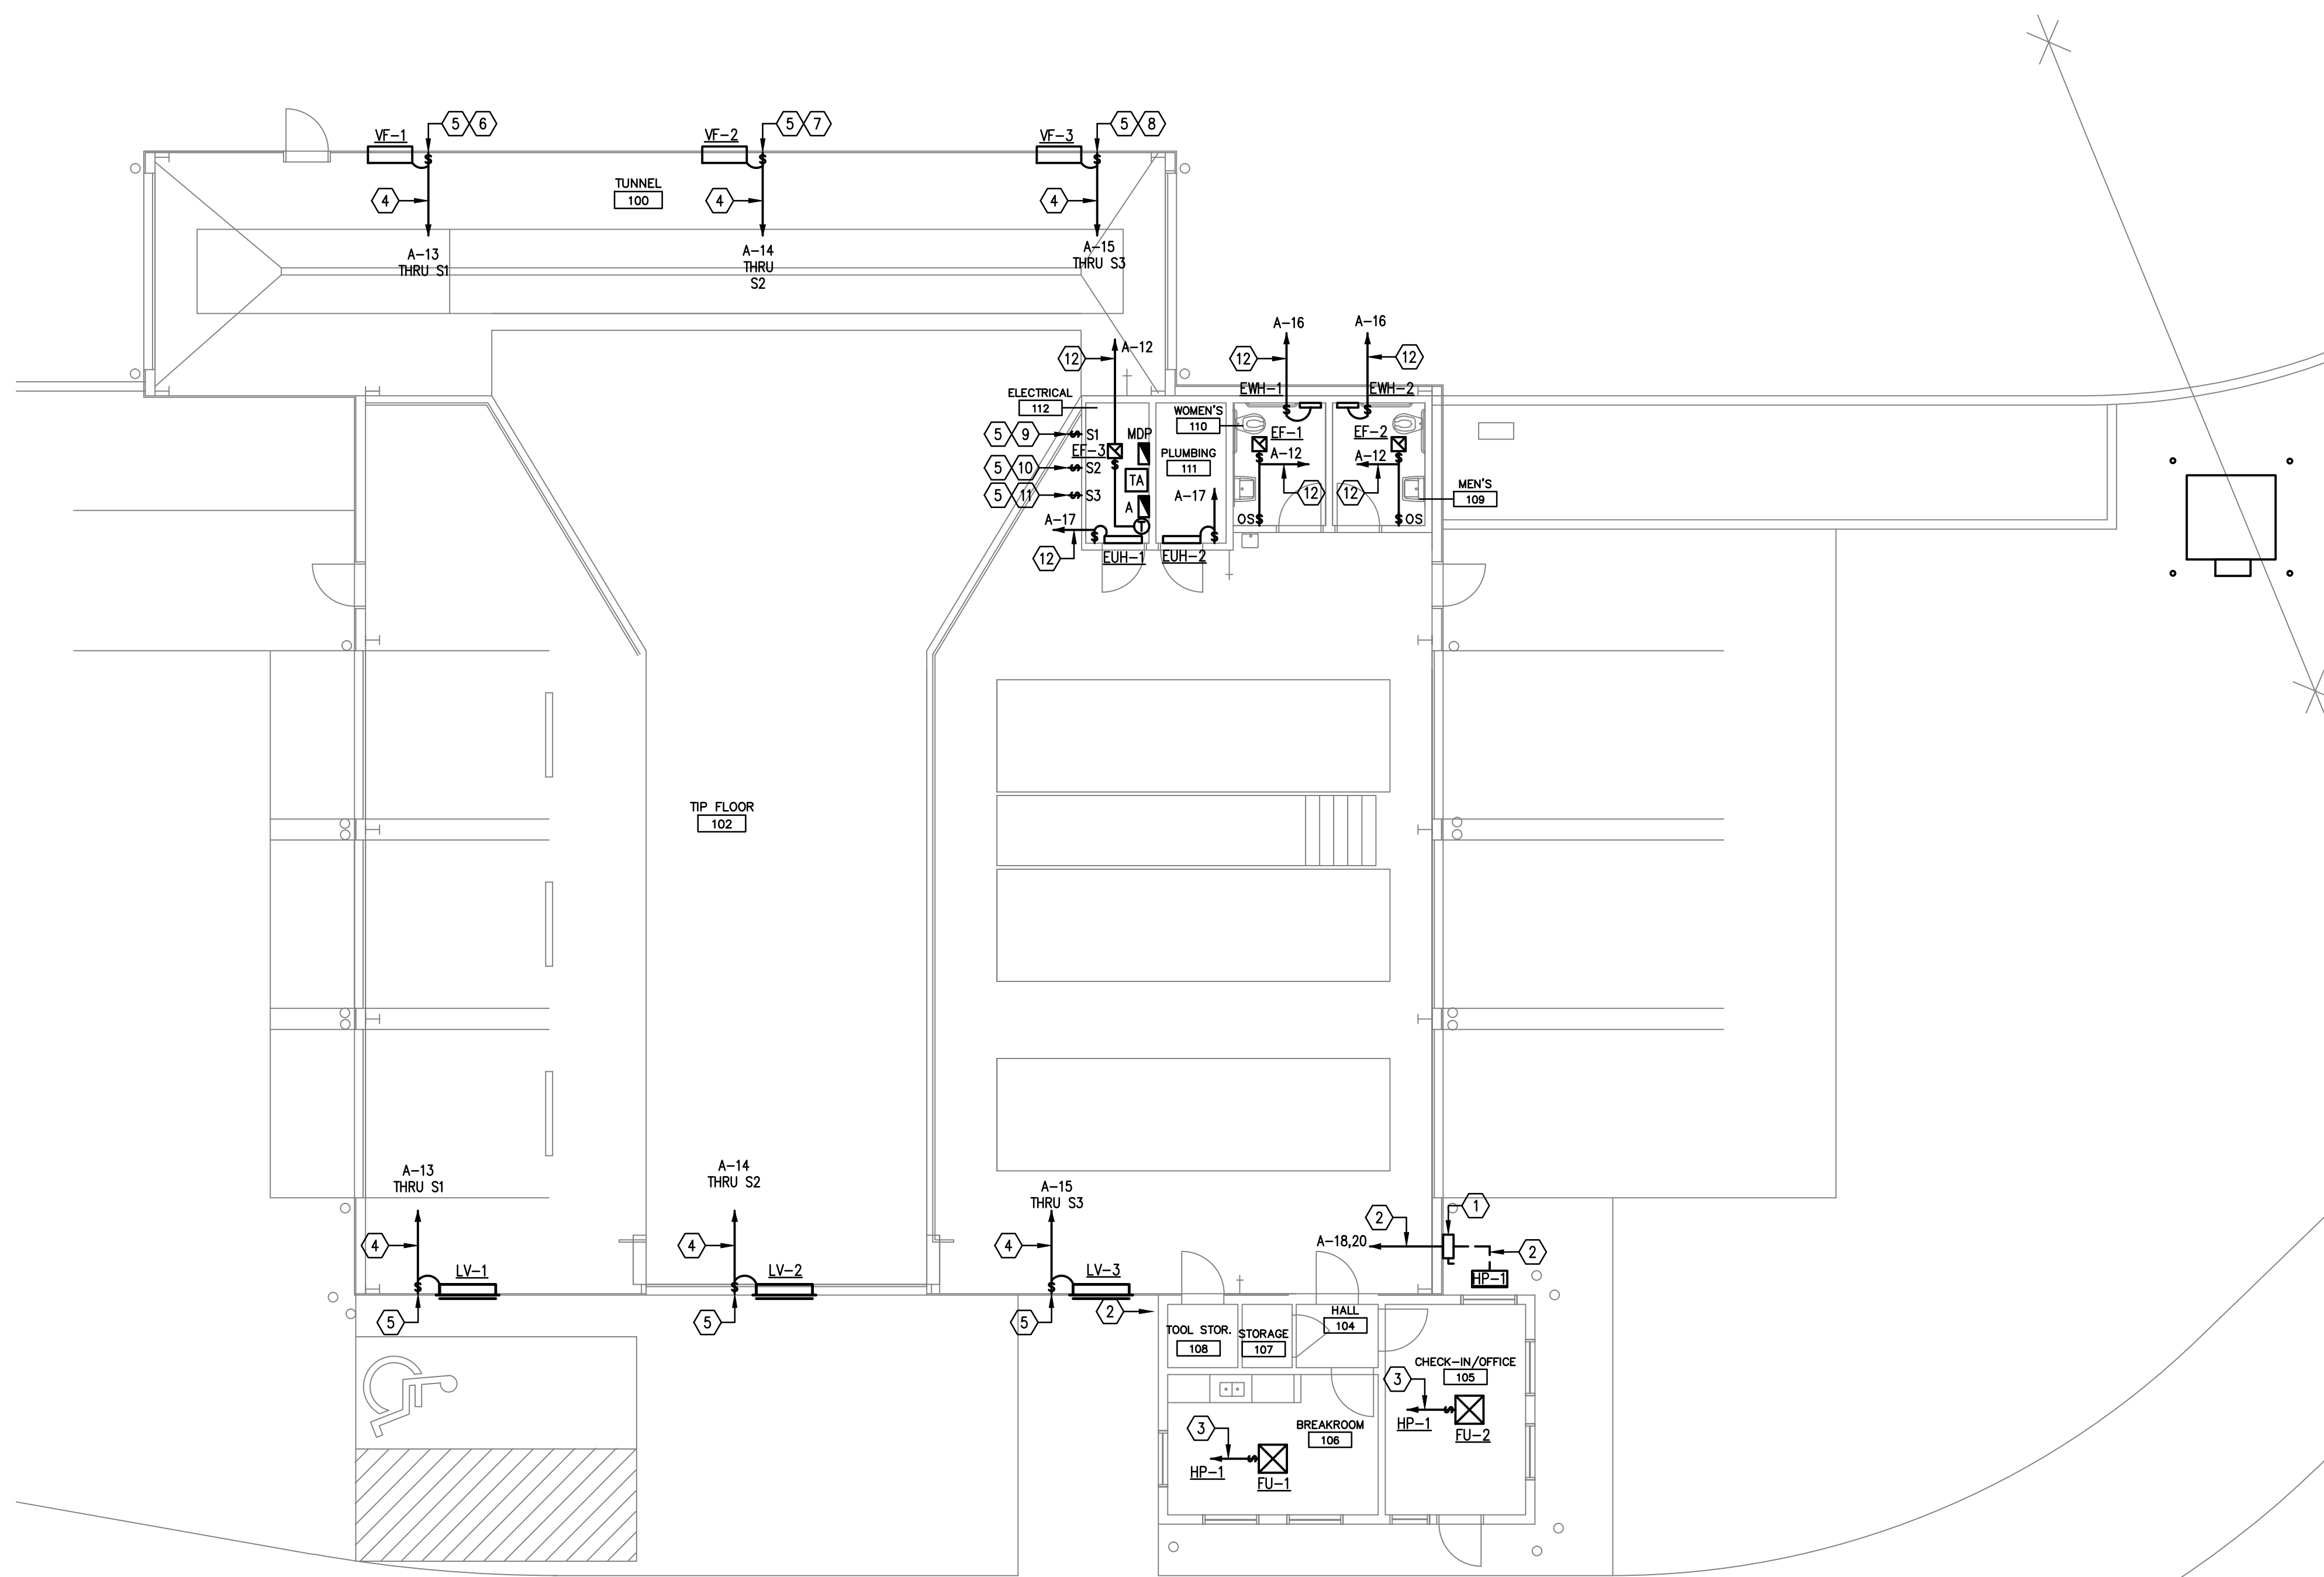 VF-1
5
6
VF-2
5
7
VF-3
5
8
TUNNEL
100
4
4
4
A-13
THRU S1
A-14
THRU
S2
A-15
THRU S3
A-16
A-16
A-12
12
12
12
EWH-1
EWH-2
ELECTRICAL
112
WOMEN'S
110
5
9
S1
MDP
EF-1
EF-2
EF-3
PLUMBING
111
A-12
A-12
5
10
S2
TA
MEN'S
109
5
11
S3
A
A-17
12
12
A-17
T
OS
$
$
OS
12
EUH-1
EUH-2
TIP FLOOR
102
A-13
THRU S1
A-14
THRU S2
A-15
THRU S3
4
4
4
2
1
A-18,20
2
HP-1
LV-1
LV-2
LV-3
5
5
5
2
HALL
104
TOOL STOR.
108
STORAGE
107
CHECK-IN/OFFICE
105
3
HP-1
FU-2
BREAKROOM
106
3
HP-1
FU-1